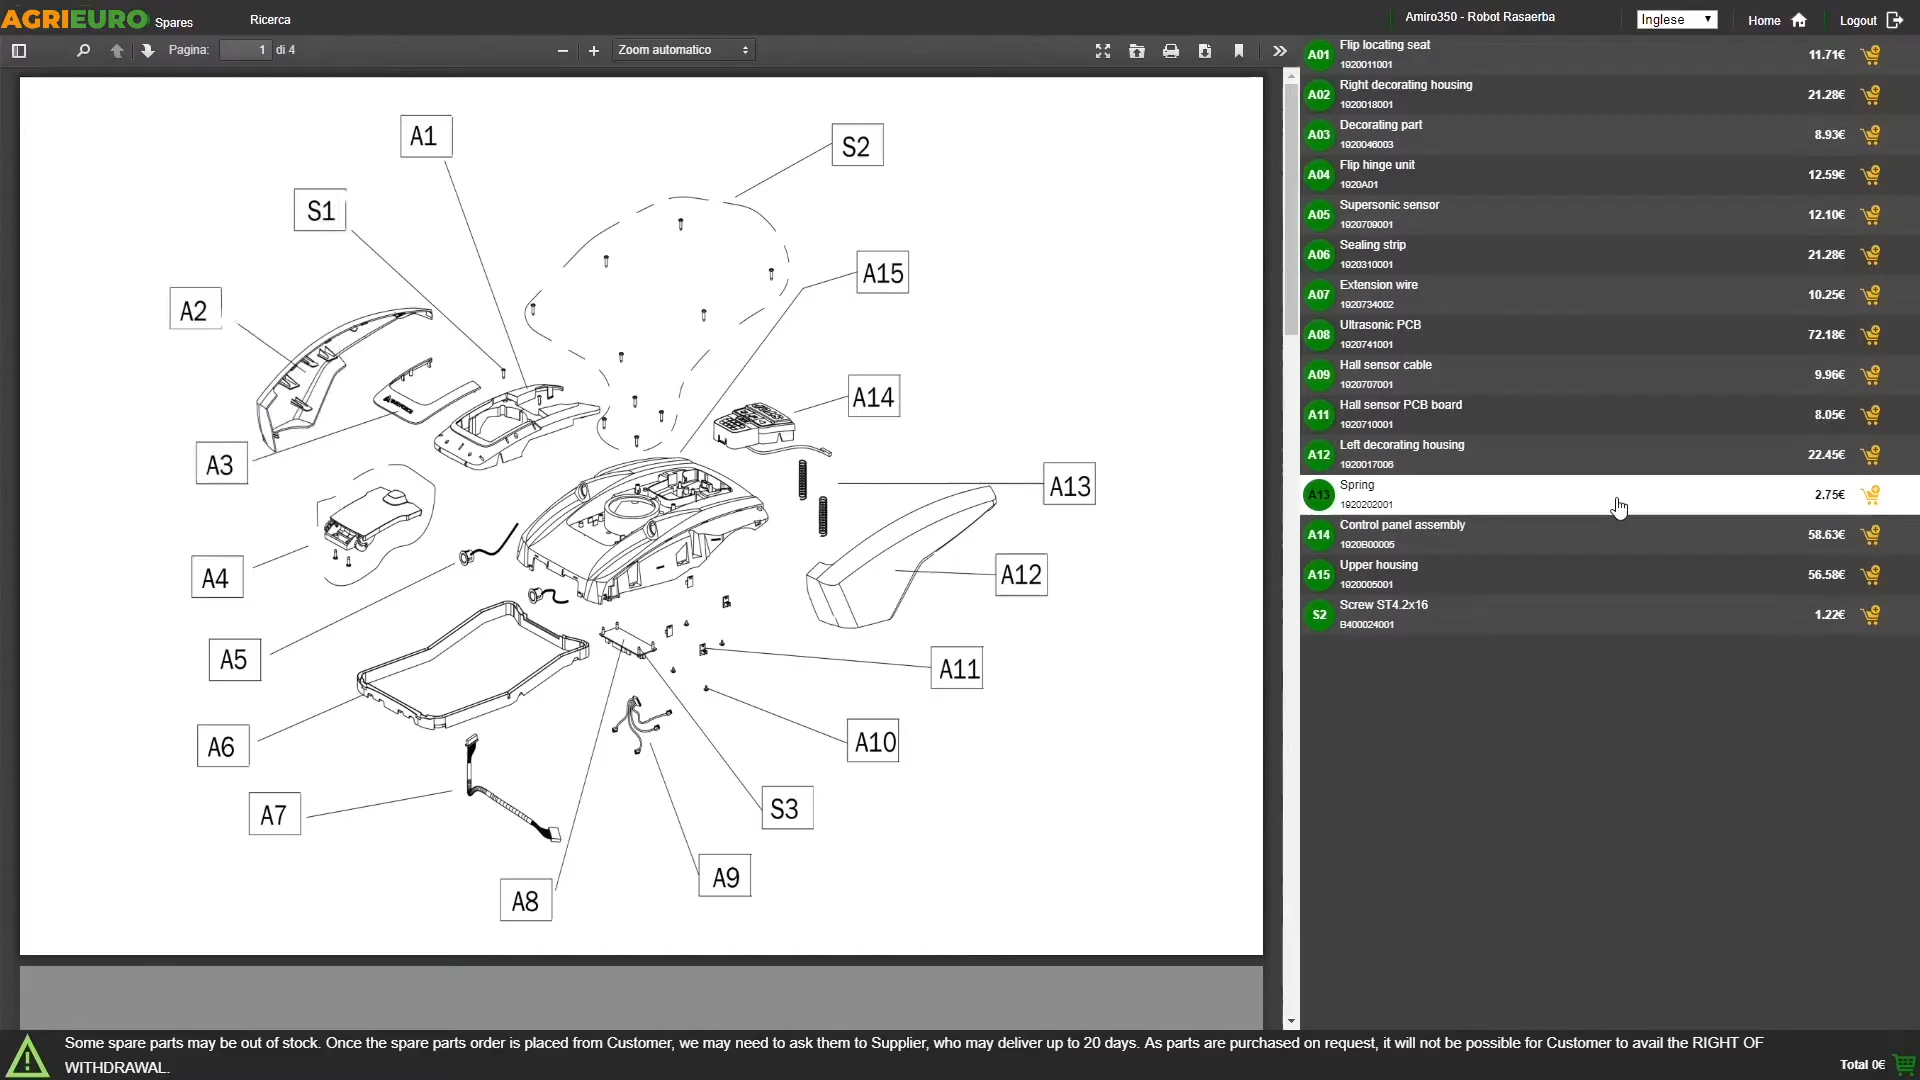 AGRIEURO Spares
Ricerca
Amiro350 - Robot Rasaerba
Inglese
Home
Logout
Pagina: 1 di 4
Zoom automatico
A1
S2
S1
A15
A2
A14
A3
A13
A4
A12
A5
A11
A6
A10
A7
S3
A9
A8
A01 Flip locating seat 11.71€
1920011001
A02 Right decorating housing 21.28€
1920018001
A03 Decorating part 8.93€
1920046003
A04 Flip hinge unit 12.59€
1920A01
A05 Supersonic sensor 12.10€
1920709001
A06 Sealing strip 21.28€
1920310001
A07 Extension wire 10.25€
1920734002
A08 Ultrasonic PCB 72.18€
1920741001
A09 Hall sensor cable 9.96€
1920707001
A11 Hall sensor PCB board 8.05€
1920710001
A12 Left decorating housing 22.45€
1920017006
A13 Spring 2.75€
1920202001
A14 Control panel assembly 58.63€
1920B00005
A15 Upper housing 56.58€
1920005001
S2 Screw ST4.2x16 1.22€
B400024001
Some spare parts may be out of stock. Once the spare parts order is placed from Customer, we may need to ask them to Supplier, who may deliver up to 20 days. As parts are purchased on request, it will not be possible for Customer to avail the RIGHT OF
WITHDRAWAL.
Total 0€